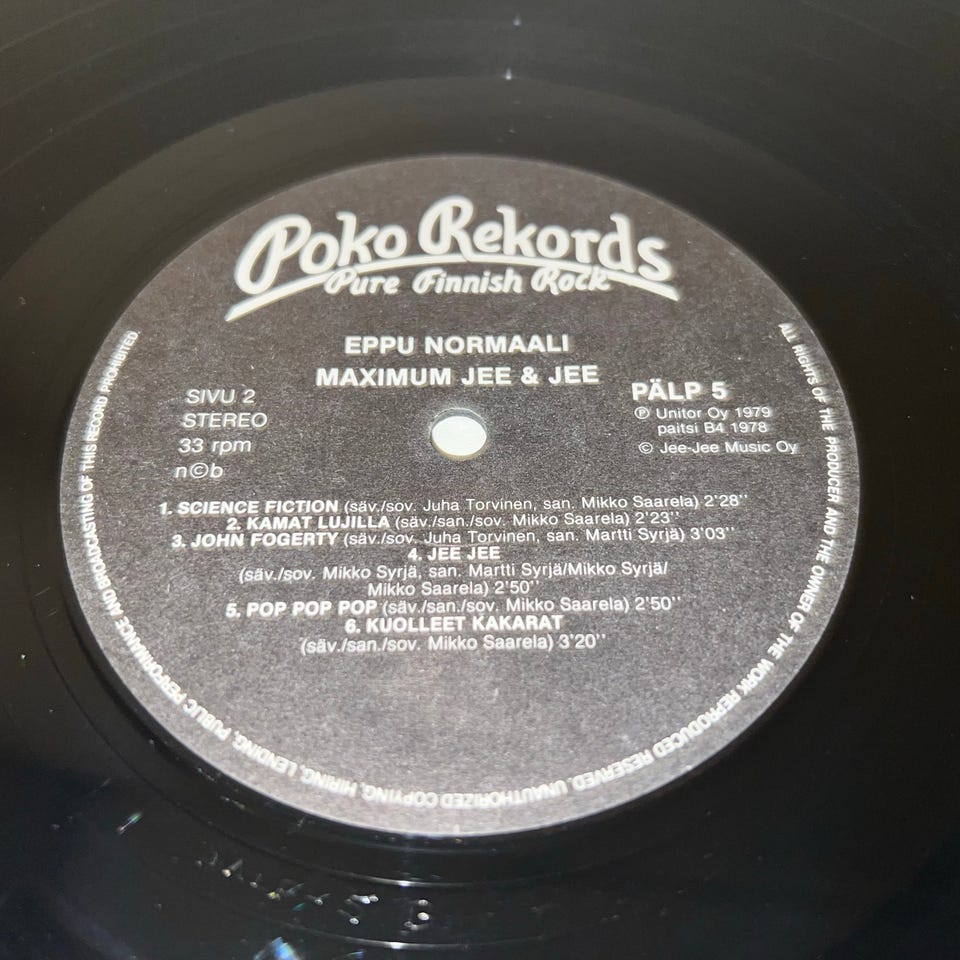 Poko Rekords
Pure Finnish Rock
EPPU NORMAALI
MAXIMUM JEE & JEE
SIVU 2
STEREO
33 rpm
n©b
PÄLP 5
℗ Unitor Oy 1979
paitsi B4 1978
© Jee-Jee Music Oy
1. SCIENCE FICTION (säv./sov. Juha Torvinen, san. Mikko Saarela) 2'28''
2. KAMAT LUJILLA (säv./san./sov. Mikko Saarela) 2'23''
3. JOHN FOGERTY (säv./sov. Juha Torvinen, san. Martti Syrjä) 3'03''
4. JEE JEE
(säv./sov. Mikko Syrjä, san. Martti Syrjä/Mikko Syrjä/
Mikko Saarela) 2'50''
5. POP POP POP (säv./san./sov. Mikko Saarela) 2'50''
6. KUOLLEET KAKARAT
(säv./san./sov. Mikko Saarela) 3'20''
ALL RIGHTS OF THE PRODUCER AND THE OWNER OF THE WORK REPRODUCED RESERVED. UNAUTHORIZED COPYING, HIRING, LENDING, PUBLIC PERFORMANCE AND BROADCASTING OF THIS RECORD PROHIBITED.